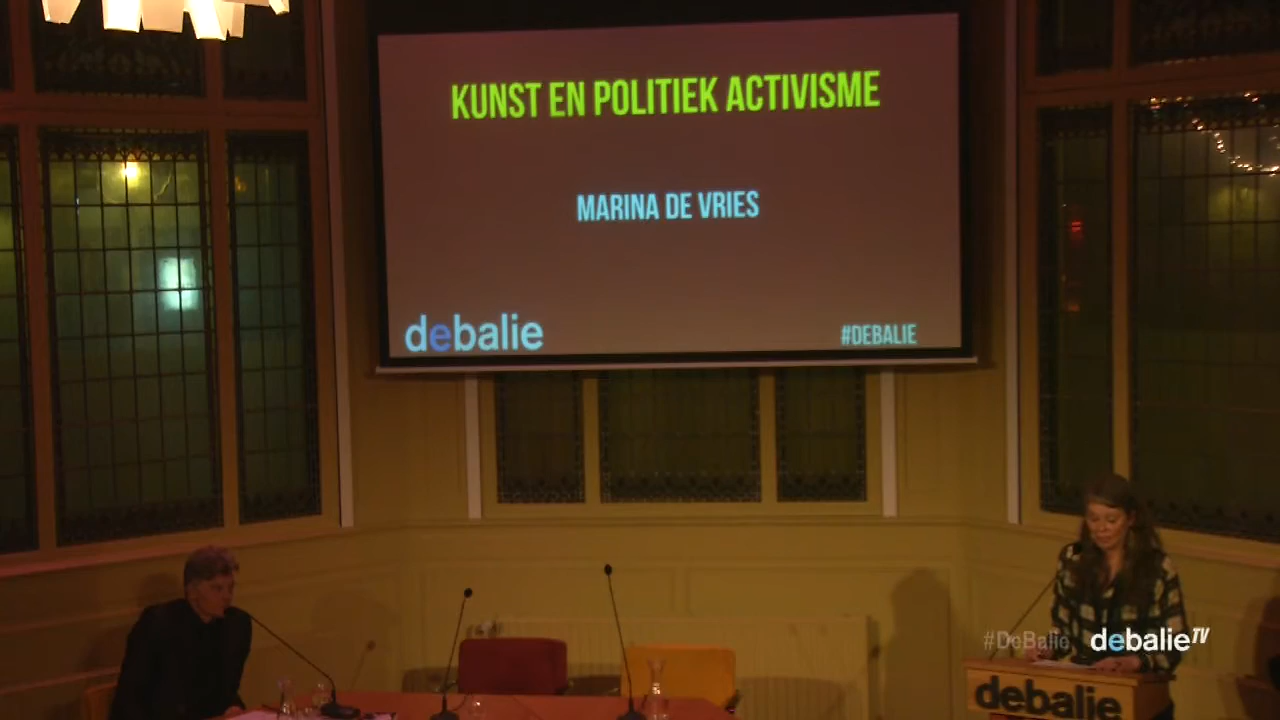 KUNST EN POLITIEK ACTIVISME
MARINA DE VRIES
debalie
#DEBALIE
#DeBalie
debalieTV
debalie